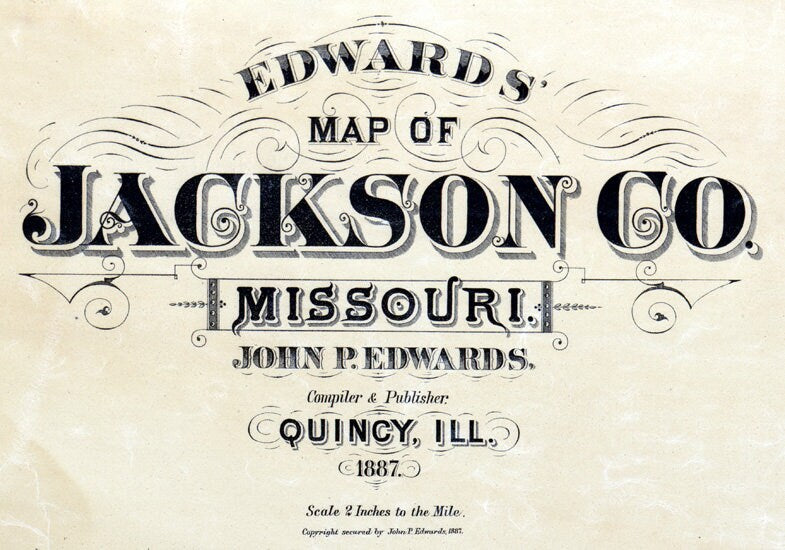 EDWARDS'
MAP OF
JACKSON CO.
MISSOURI.
JOHN P. EDWARDS.
Compiler & Publisher.
QUINCY, ILL.
1887.
Scale 2 Inches to the Mile.
Copyright secured by John P. Edwards, 1887.